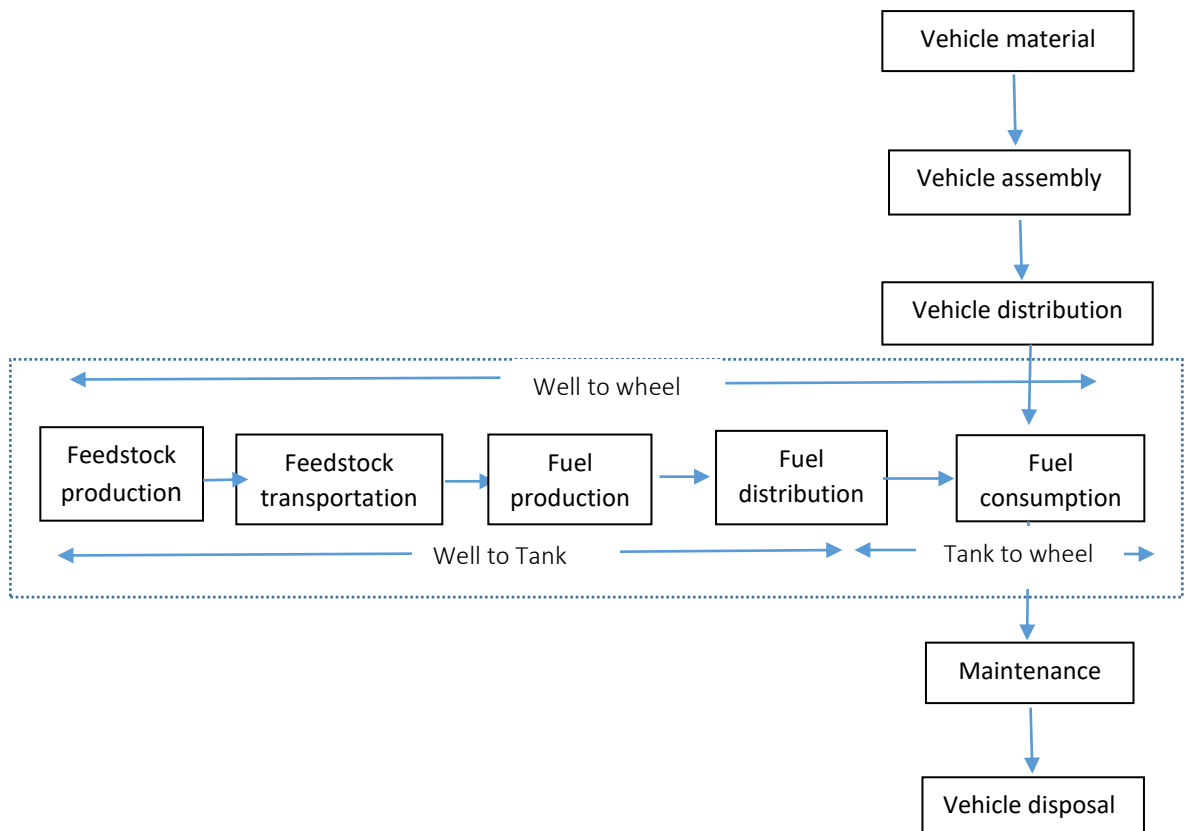 Vehicle material
Vehicle assembly
Vehicle distribution
Well to wheel
Feedstock
production
Feedstock
transportation
Fuel
production
Fuel
distribution
Fuel
consumption
Well to Tank
Tank to wheel
Maintenance
Vehicle disposal